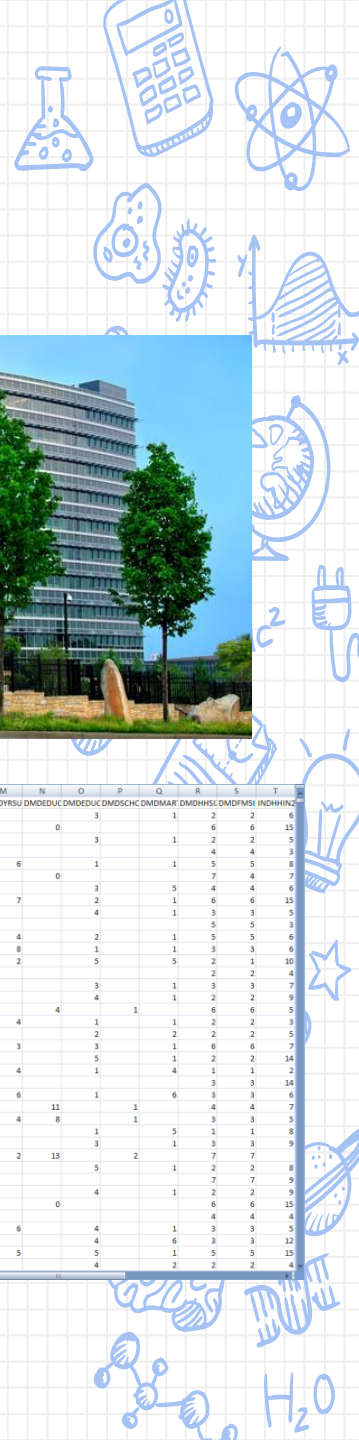 Y
X
C²
M N O P Q R S T
DYRSU DMDEDUC DMDEDUC DMDSCHC DMDMAR DMDHHSI DMDFMSI INDHHIN2
3 1 2 2 6
0 6 6 15
3 1 2 2 5
4 4 3
6 1 1 5 5 8
0 7 4 7
3 5 4 4 6
7 2 1 6 6 15
4 1 3 3 5
5 5 3
4 2 1 5 5 6
8 1 1 3 3 6
2 5 5 2 1 10
2 2 4
3 1 3 3 7
4 1 2 2 9
4 1 6 6 5
4 1 1 2 2 3
2 2 2 2 5
3 3 1 6 6 7
5 1 2 2 14
4 1 4 1 1 2
3 3 14
6 1 6 3 3 6
11 1 4 4 7
4 8 1 3 3 5
1 5 1 1 8
3 1 3 3 9
2 13 2 7 7
5 1 2 2 8
7 7 9
4 1 2 2 9
0 6 6 15
4 4 4
6 4 1 3 3 5
4 6 3 3 12
5 5 1 5 5 15
4 2 2 2 4
H₂O